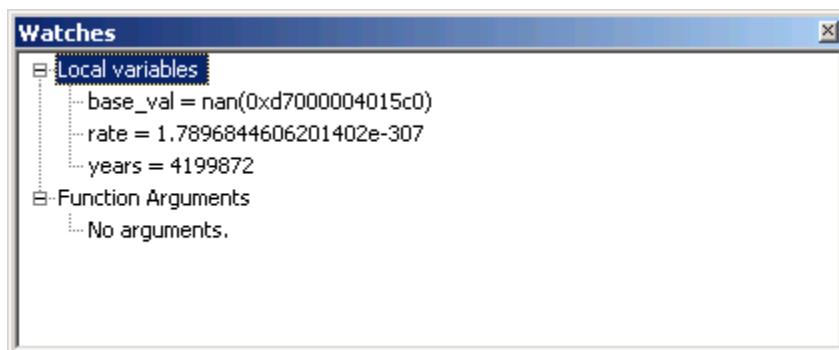 Watches
Local variables
base_val = nan(0xd7000004015c0)
rate = 1.7896844606201402e-307
years = 4199872
Function Arguments
No arguments.